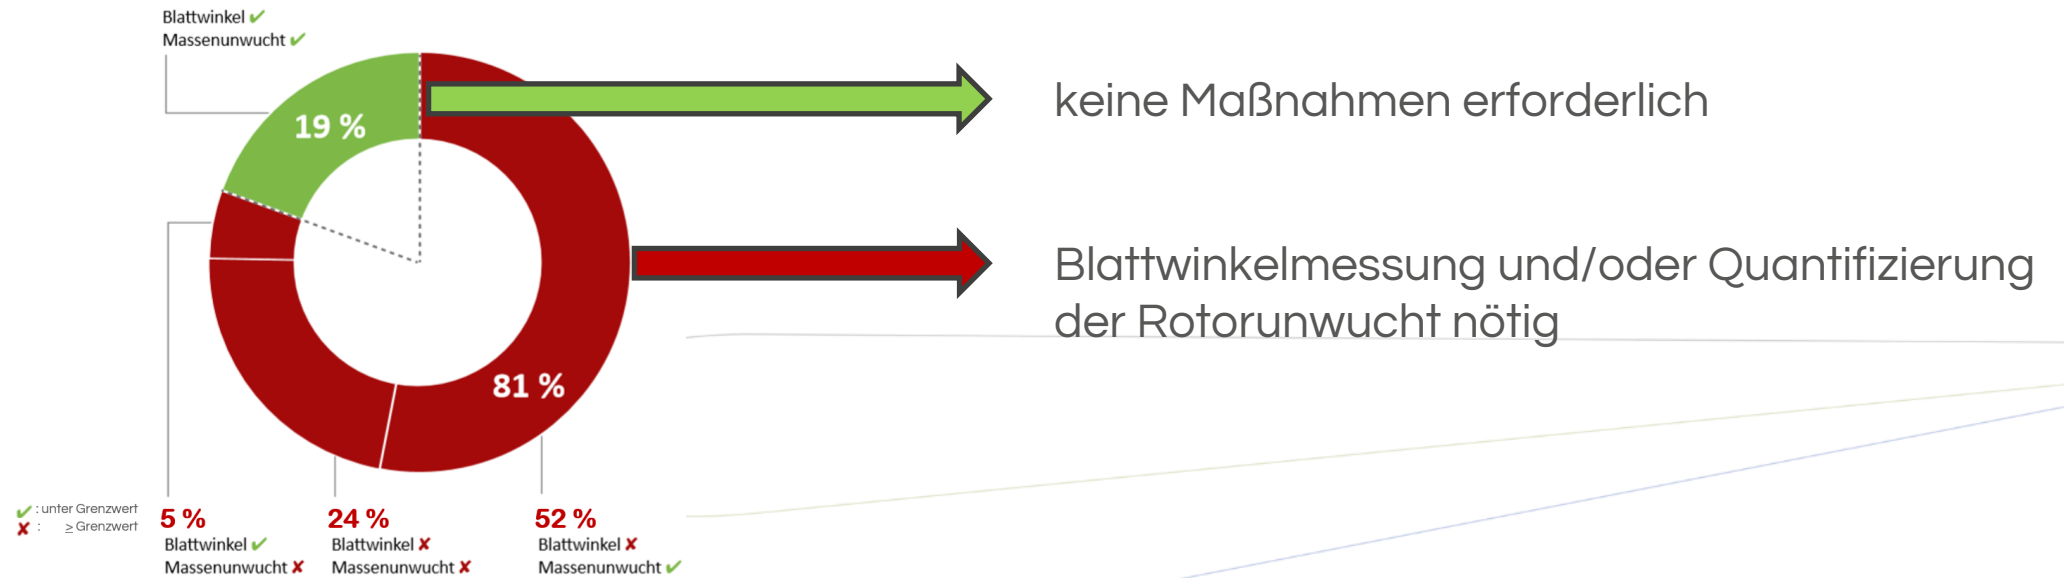 Blattwinkel ✔
Massenunwucht ✔
19 %
keine Maßnahmen erforderlich
Blattwinkelmessung und/oder Quantifizierung
der Rotorunwucht nötig
81 %
✔ : unter Grenzwert
✘ : ≥ Grenzwert
5 %
Blattwinkel ✔
Massenunwucht ✘
24 %
Blattwinkel ✘
Massenunwucht ✘
52 %
Blattwinkel ✘
Massenunwucht ✔